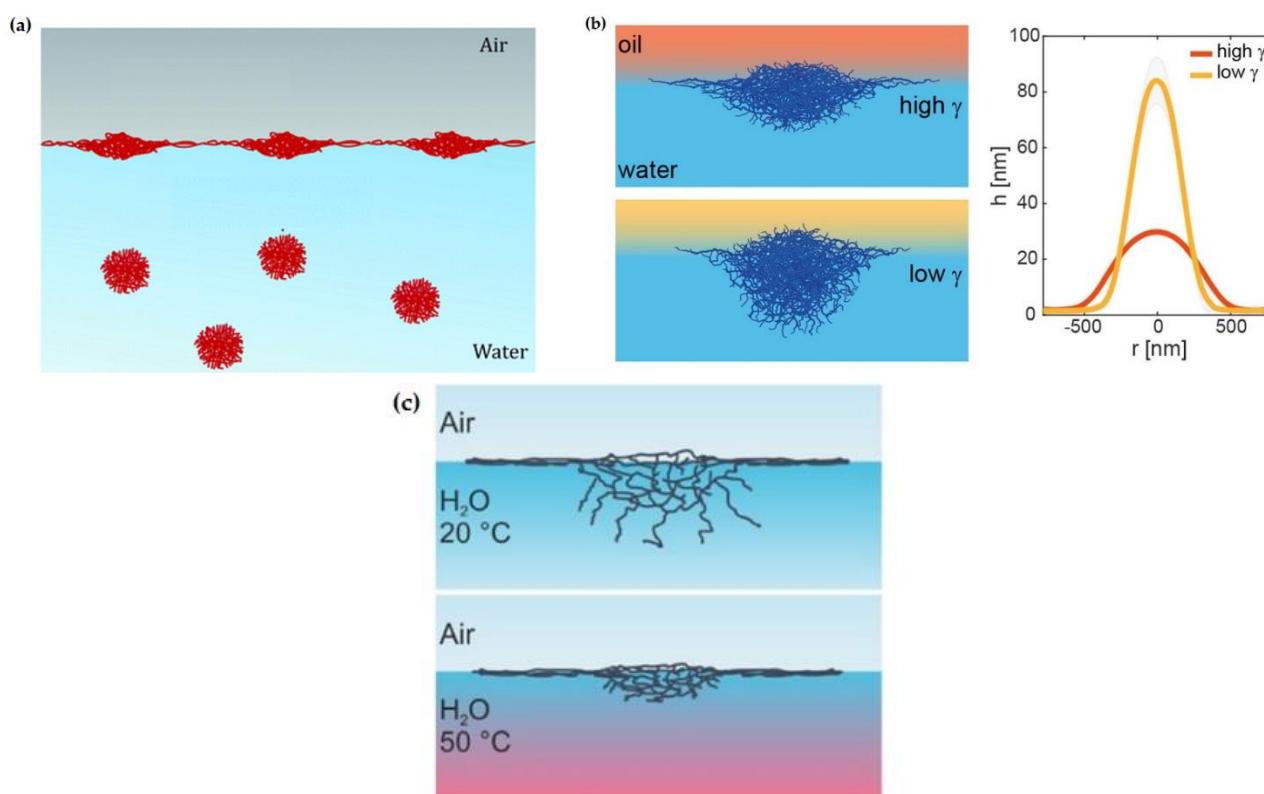 (a)
Air
Water
(b)
oil
high γ
water
low γ
h [nm]
100
80
60
40
20
0
-500
0
500
r [nm]
high γ
low γ
(c)
Air
H₂O
20 °C
Air
H₂O
50 °C